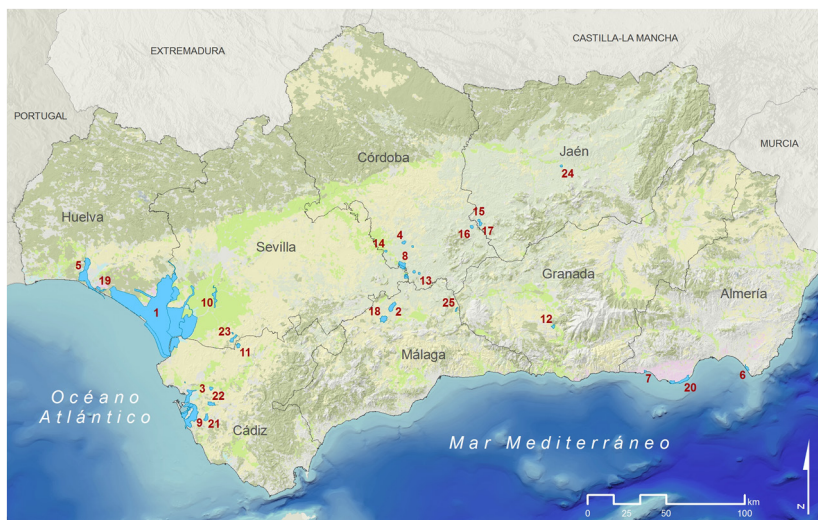 CASTILLA-LA MANCHA
EXTREMADURA
PORTUGAL
MURCIA
Córdoba
Jaén
24
Huelva
15
16
17
Sevilla
14
4
8
13
5
19
Granada
Almería
1
10
18
2
25
12
23
11
Málaga
3
22
9
21
Cádiz
7
20
6
Océano
Atlántico
Mar Mediterráneo
km
0 25 50 100
N